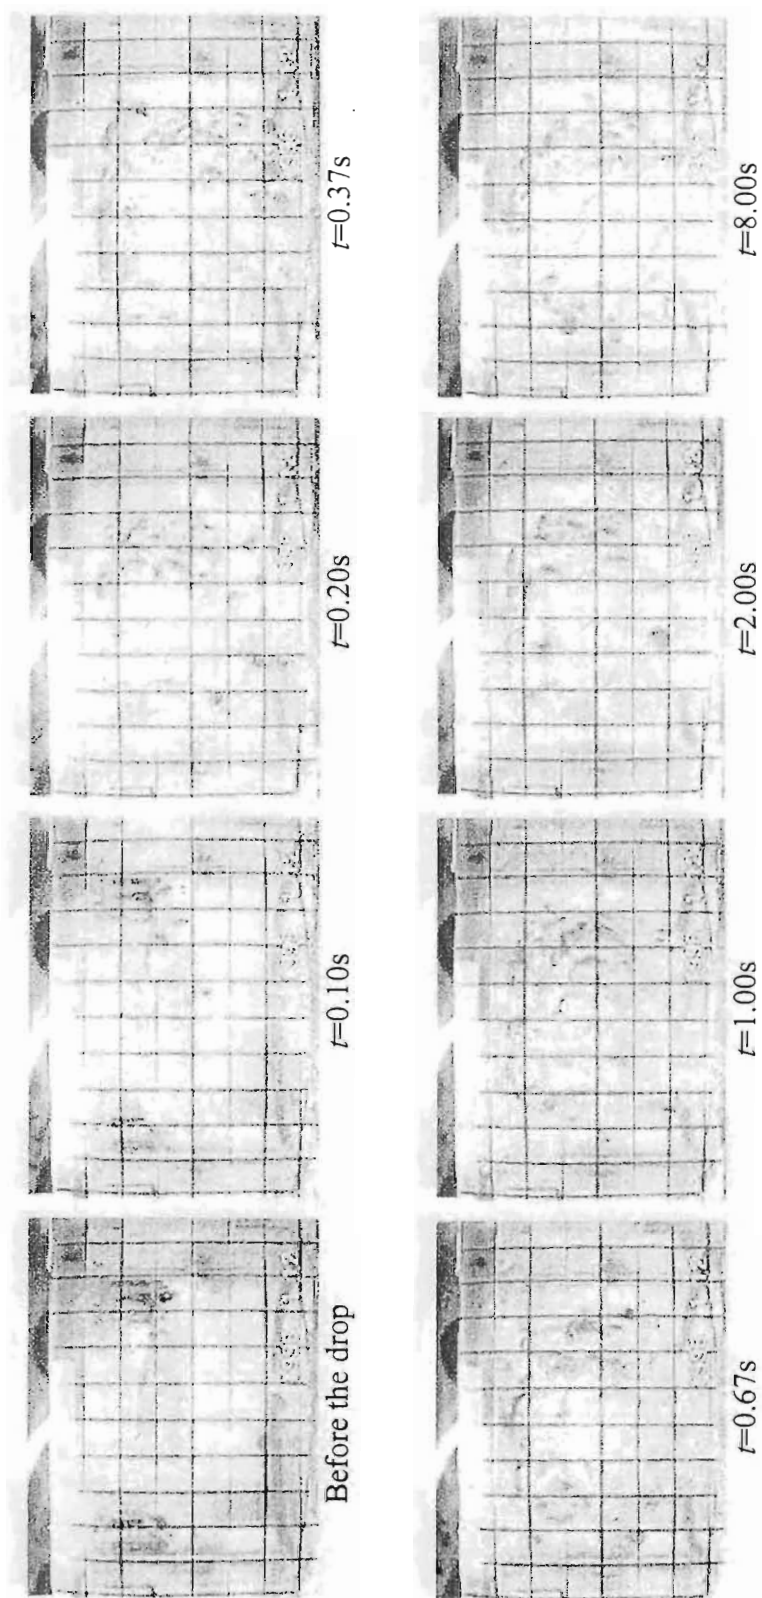 Before the drop
t=0.10s
t=0.20s
t=0.37s
t=0.67s
t=1.00s
t=2.00s
t=8.00s